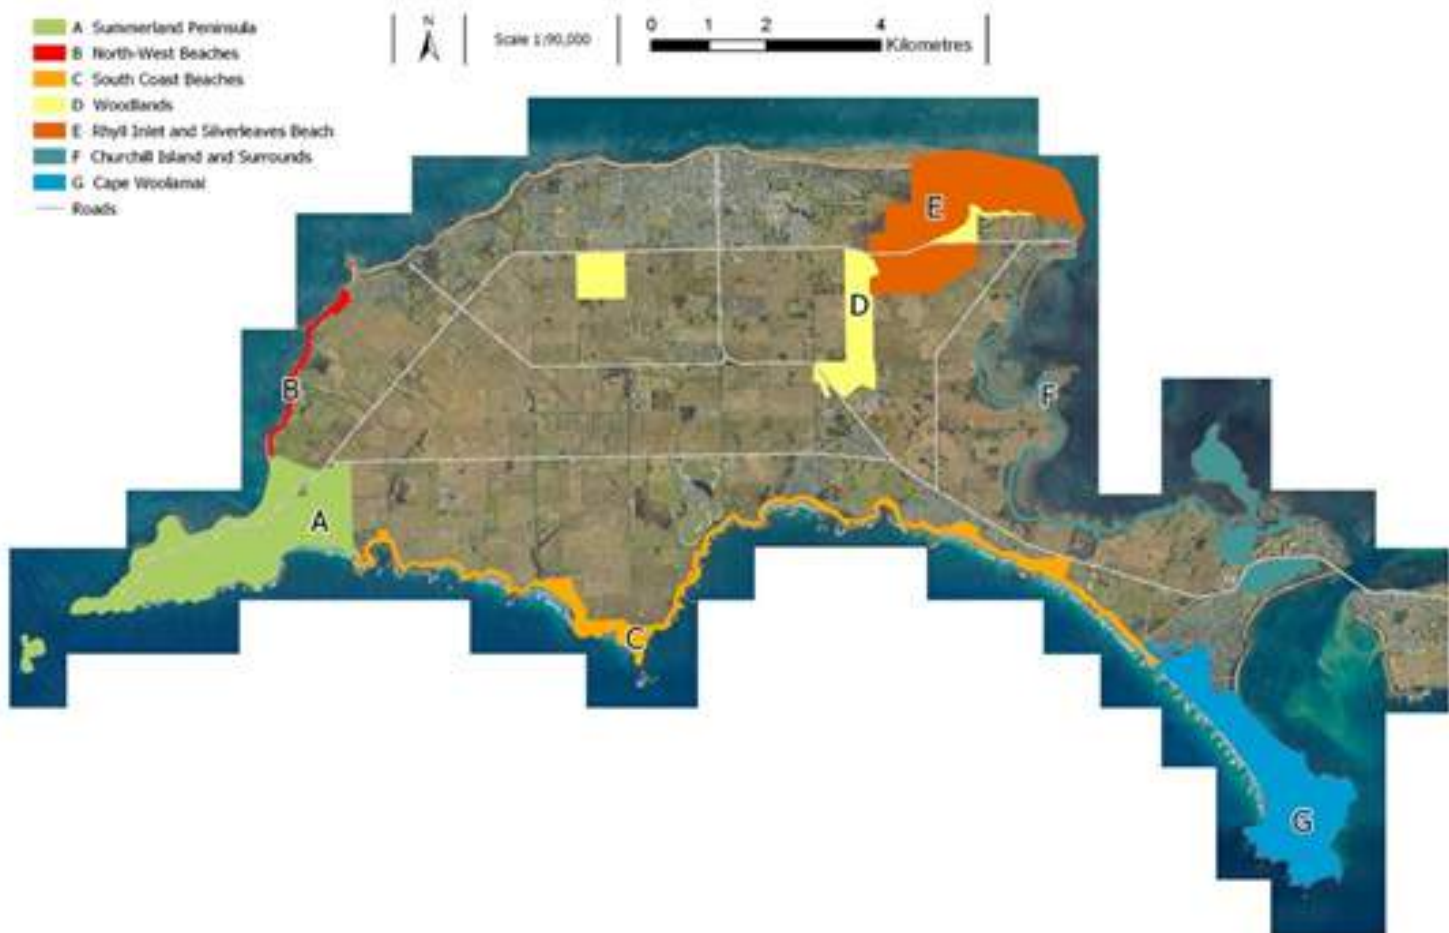 A Summerland Peninsula
B North-West Beaches
C South Coast Beaches
D Woodlands
E Rhyll Inlet and Silverleaves Beach
F Churchill Island and Surrounds
G Cape Woolamai
Roads
N
Scale 1:90,000
0 1 2 4
Kilometres
E
D
B
F
A
C
G